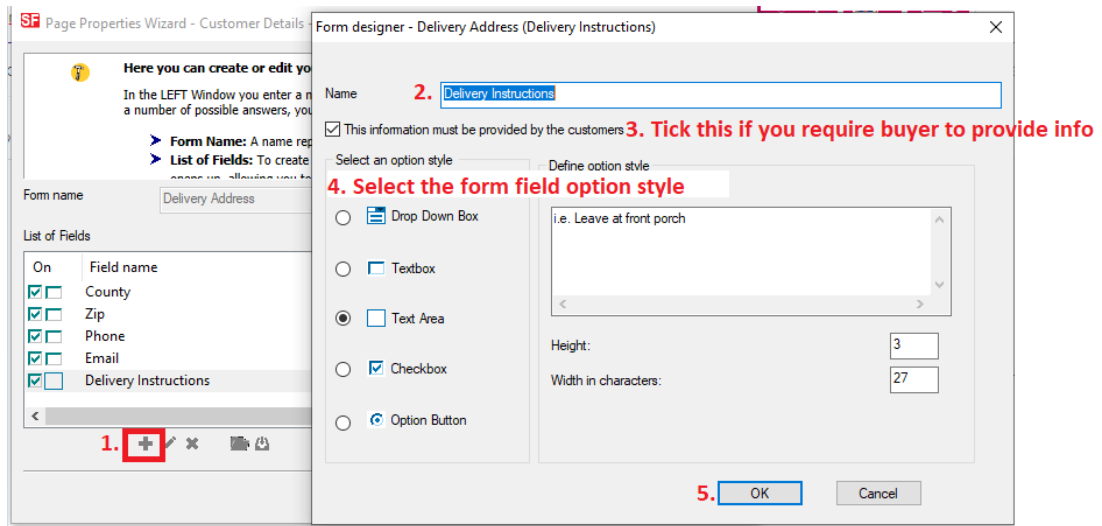 SF Page Properties Wizard - Customer Details -
Here you can create or edit yo
In the LEFT Window you enter a n
a number of possible answers, you
Form Name: A name rep
List of Fields: To create
Form name
Delivery Address
List of Fields
On Field name
County
Zip
Phone
Email
Delivery Instructions
1.
Form designer - Delivery Address (Delivery Instructions)
Name 2. Delivery Instructions
This information must be provided by the customers 3. Tick this if you require buyer to provide info
Select an option style
Define option style
4. Select the form field option style
Drop Down Box
Textbox
Text Area
Checkbox
Option Button
i.e. Leave at front porch
Height: 3
Width in characters: 27
5. OK Cancel